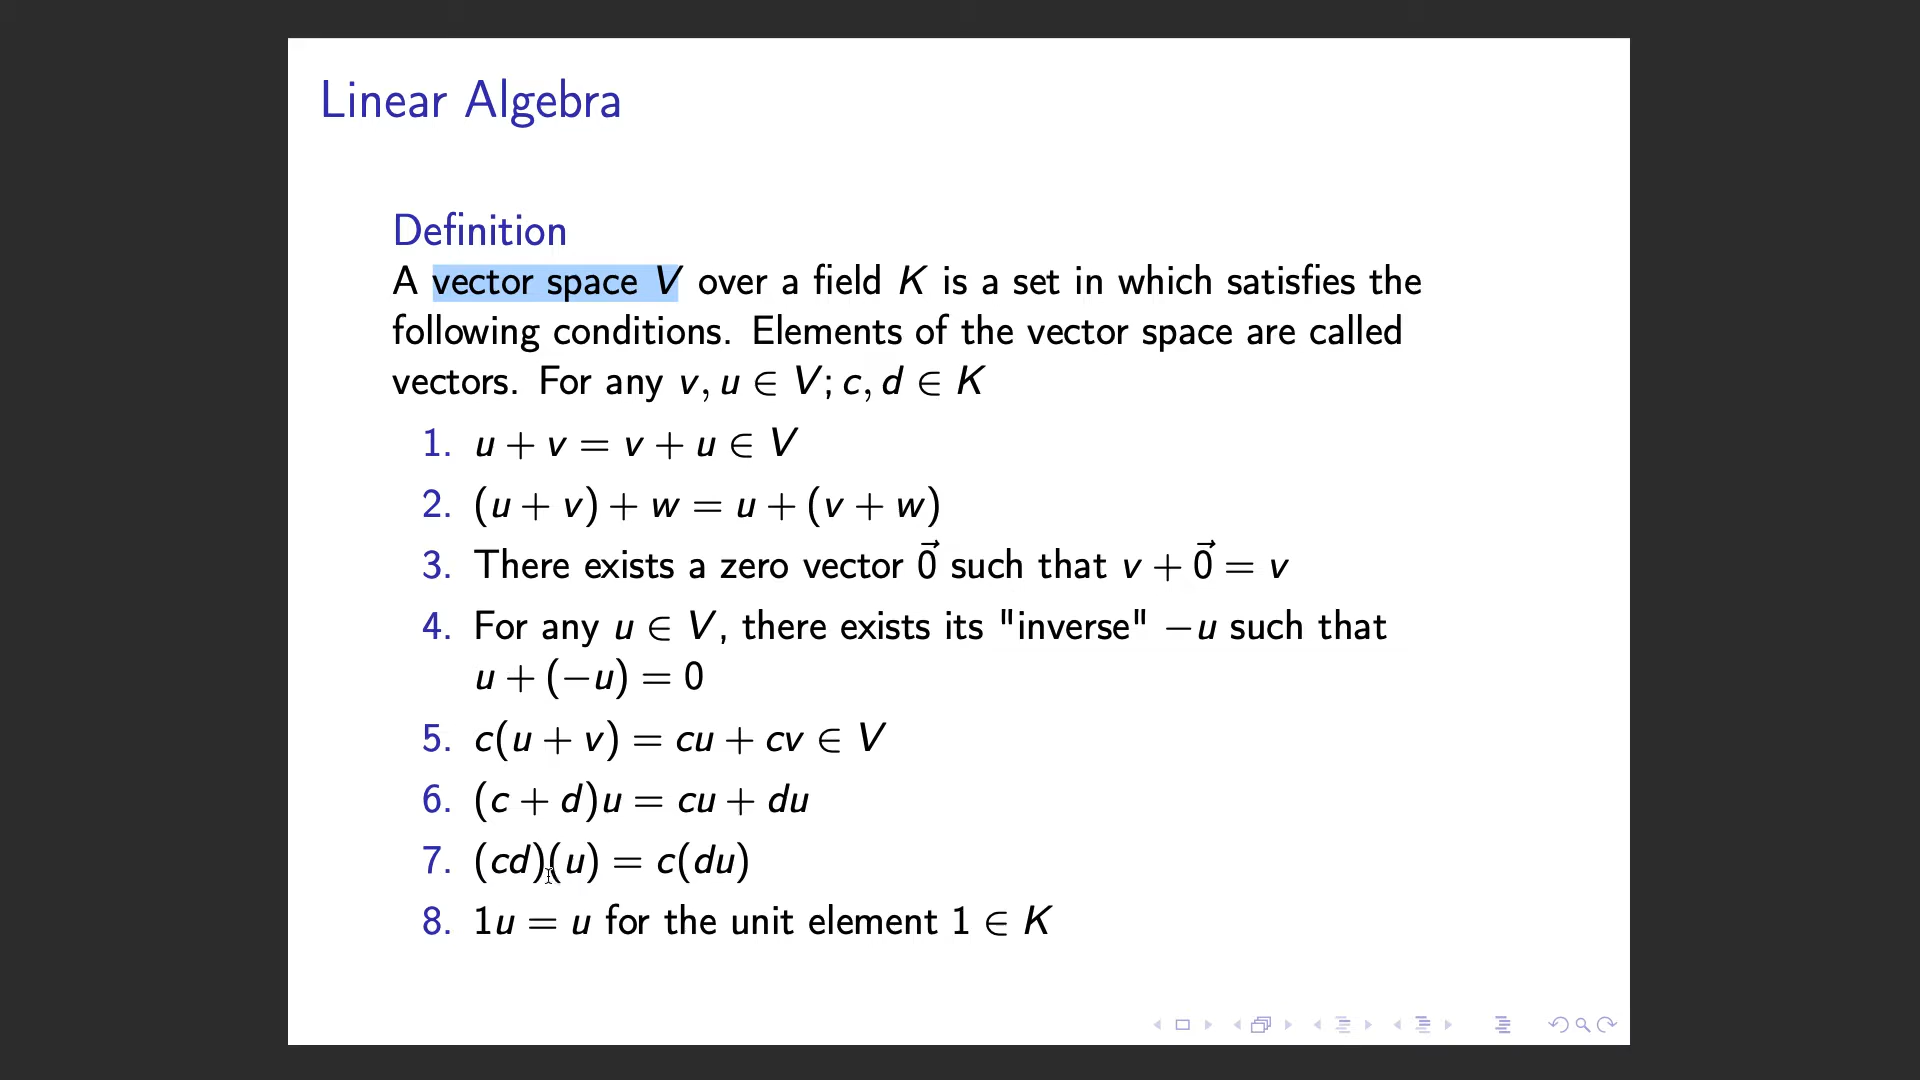 Linear Algebra
Definition
A vector space V over a field K is a set in which satisfies the
following conditions. Elements of the vector space are called
vectors. For any v, u ∈ V; c, d ∈ K
1. u + v = v + u ∈ V
2. (u + v) + w = u + (v + w)
3. There exists a zero vector 0⃗ such that v + 0⃗ = v
4. For any u ∈ V, there exists its "inverse" −u such that
u + (−u) = 0
5. c(u + v) = cu + cv ∈ V
6. (c + d)u = cu + du
7. (cd)(u) = c(du)
8. 1u = u for the unit element 1 ∈ K